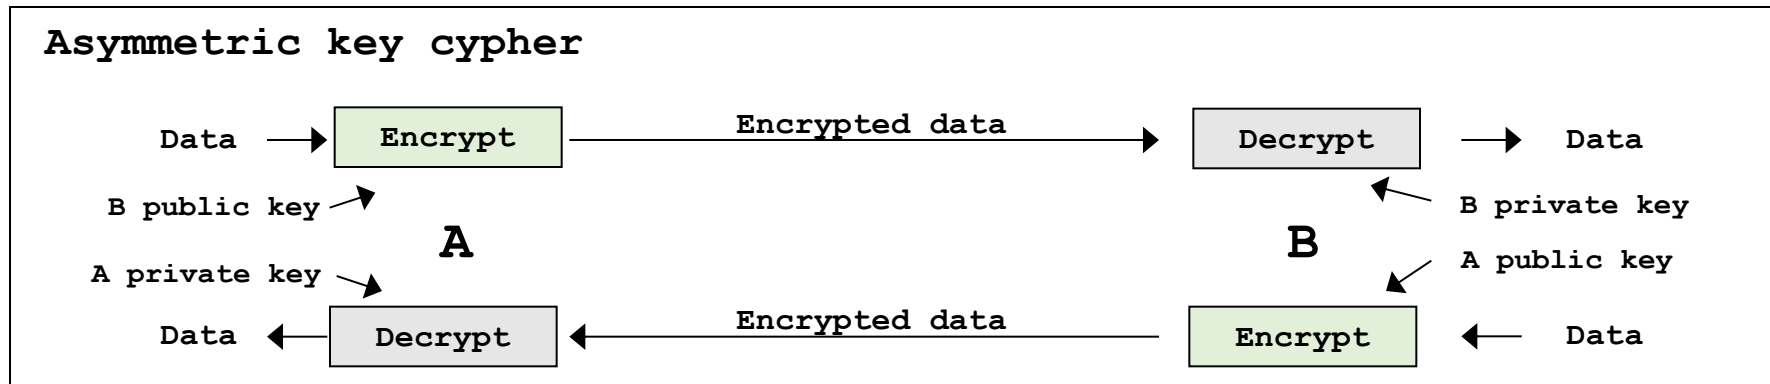 Asymmetric key cypher
Data
Encrypt
Encrypted data
Decrypt
Data
B public key
B private key
A
B
A private key
A public key
Data
Decrypt
Encrypted data
Encrypt
Data